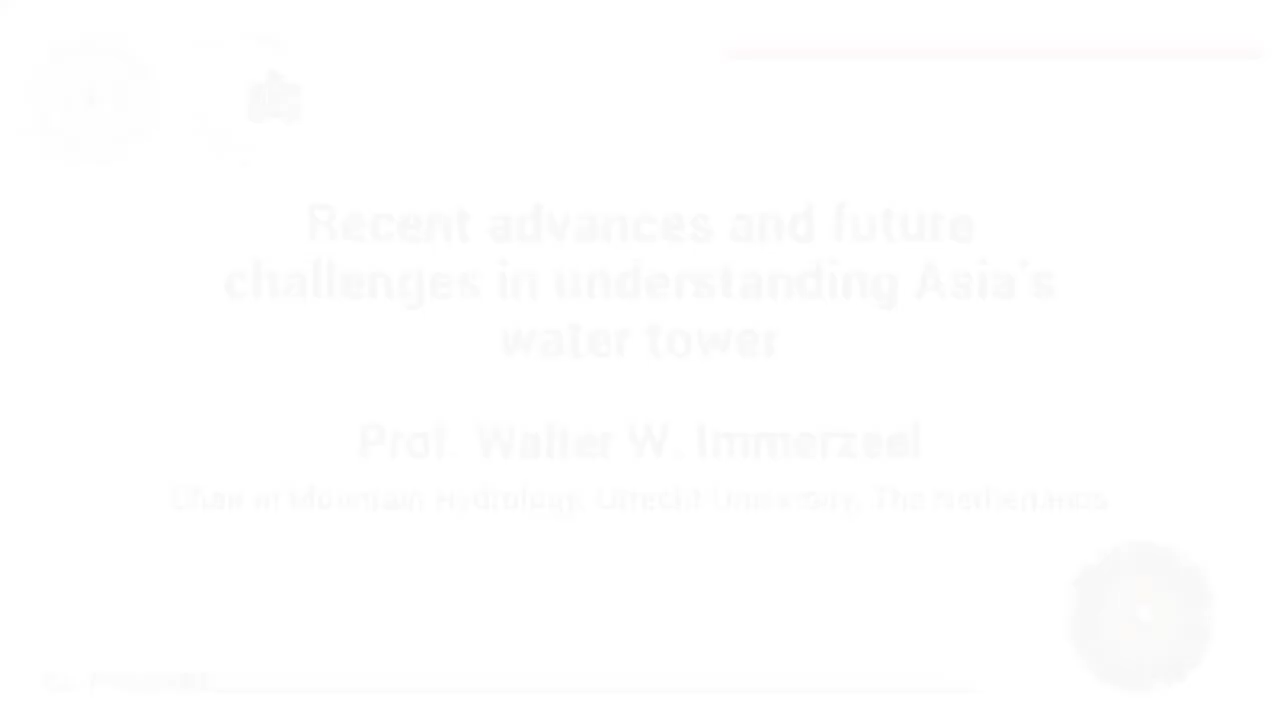 Recent advances and future
challenges in understanding Asia's
water tower
Prof. Walter W. Immerzeel
Chair of Mountain Hydrology, Utrecht University, The Netherlands